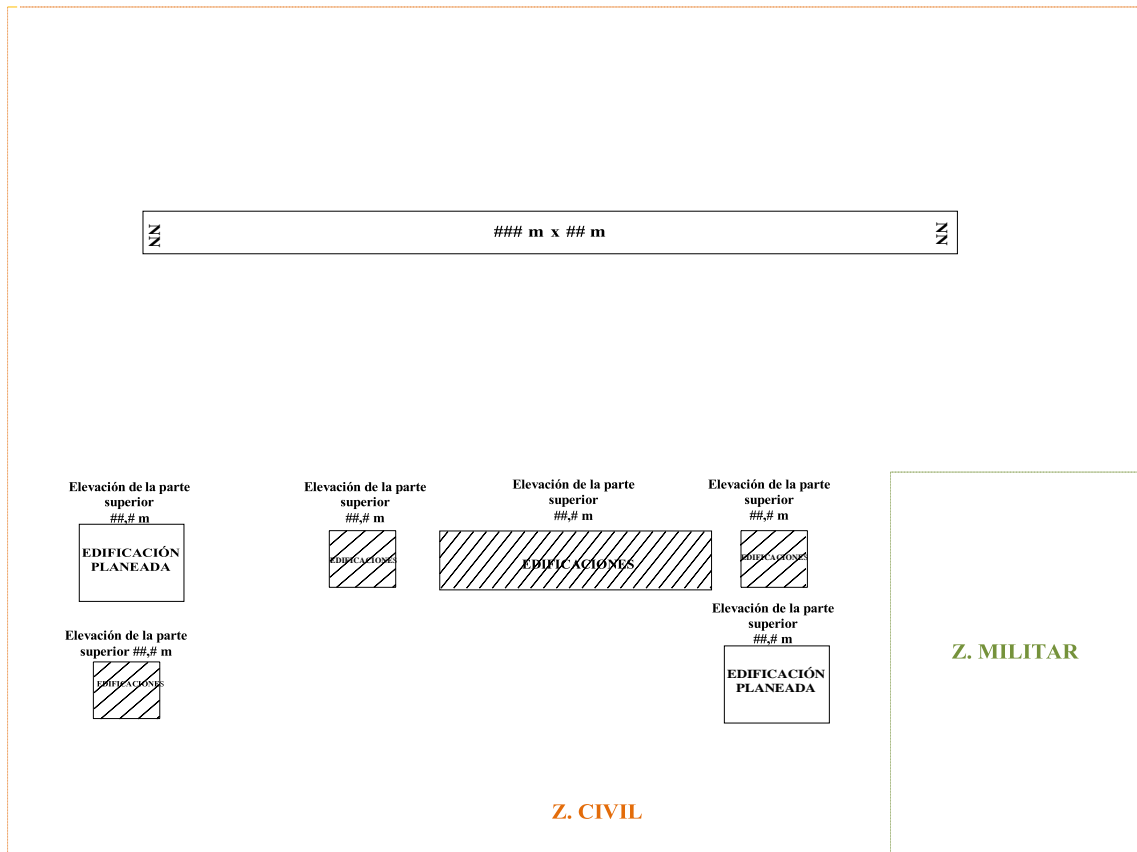 NN
### m x ## m
NN
Elevación de la parte
superior
##,# m
EDIFICACIÓN
PLANEADA
Elevación de la parte
superior
##,# m
EDIFICACIONES
Elevación de la parte
superior
##,# m
EDIFICACIONES
Elevación de la parte
superior
##,# m
EDIFICACIONES
Elevación de la parte
superior ##,# m
EDIFICACIONES
Elevación de la parte
superior
##,# m
EDIFICACIÓN
PLANEADA
Z. MILITAR
Z. CIVIL